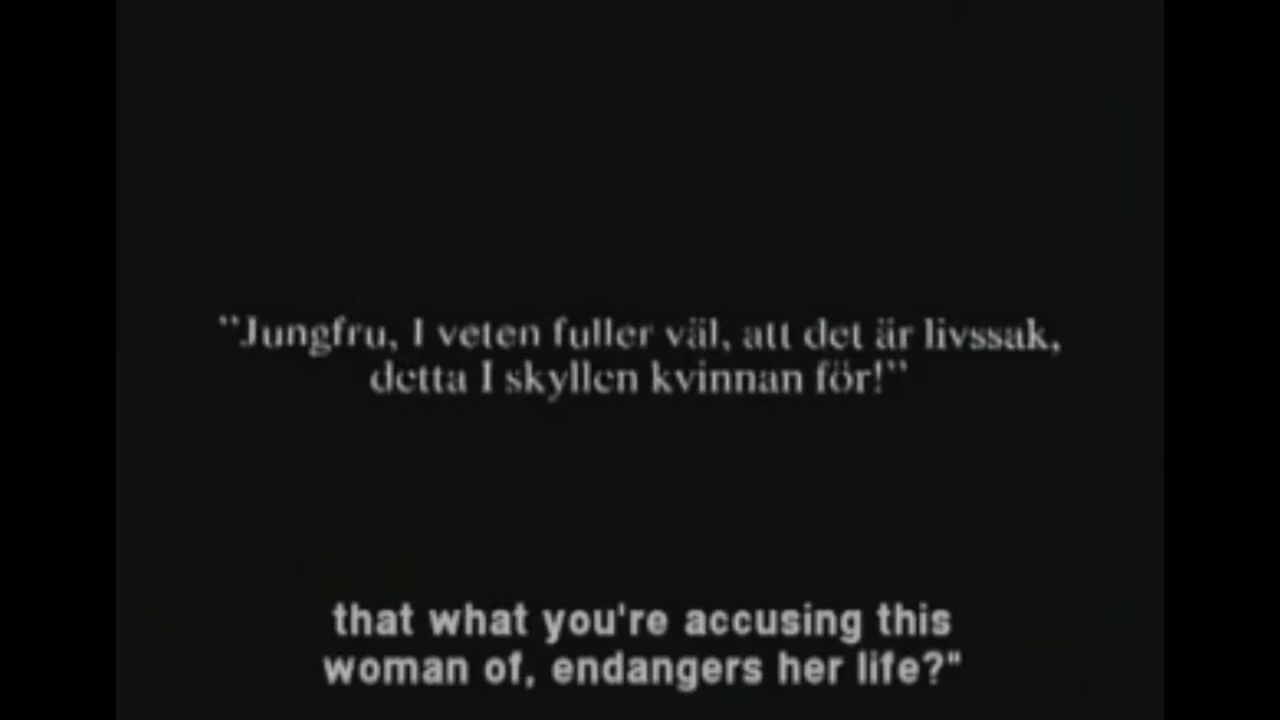 "Jungfru, I veten fuller väl, att det är livssak,
detta I skyllen kvinnan för!"
that what you're accusing this
woman of, endangers her life?"